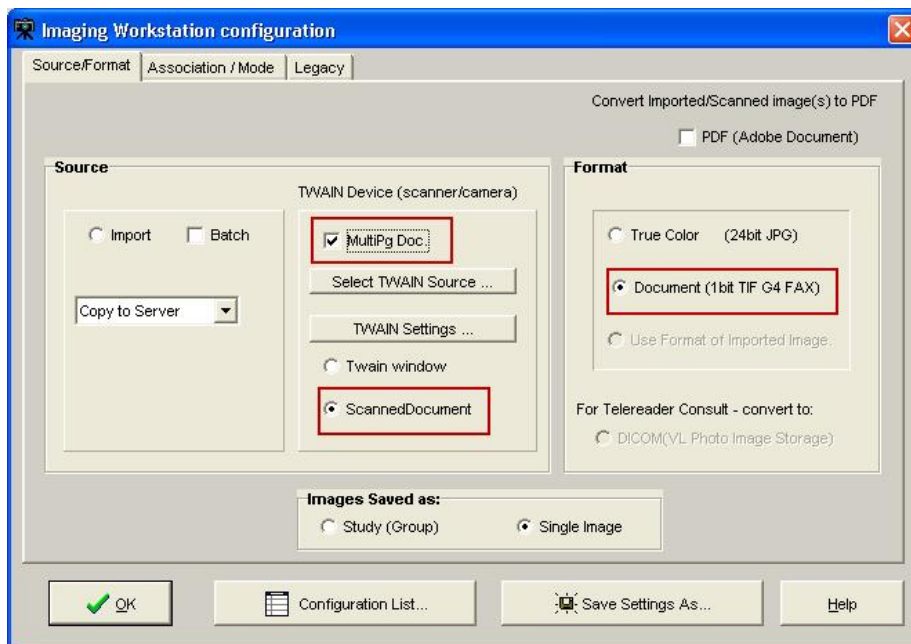 Imaging Workstation configuration
Source/Format Association / Mode Legacy
Convert Imported/Scanned image(s) to PDF
PDF (Adobe Document)
Source
TWAIN Device (scanner/camera)
Import Batch
MultiPg Doc.
Select TWAIN Source ...
Copy to Server
TWAIN Settings ...
Twain window
ScannedDocument
Format
True Color (24bit JPG)
Document (1bit TIF G4 FAX)
Use Format of Imported Image.
For Telereader Consult - convert to:
DICOM(VL Photo Image Storage)
Images Saved as:
Study (Group) Single Image
OK Configuration List... Save Settings As... Help